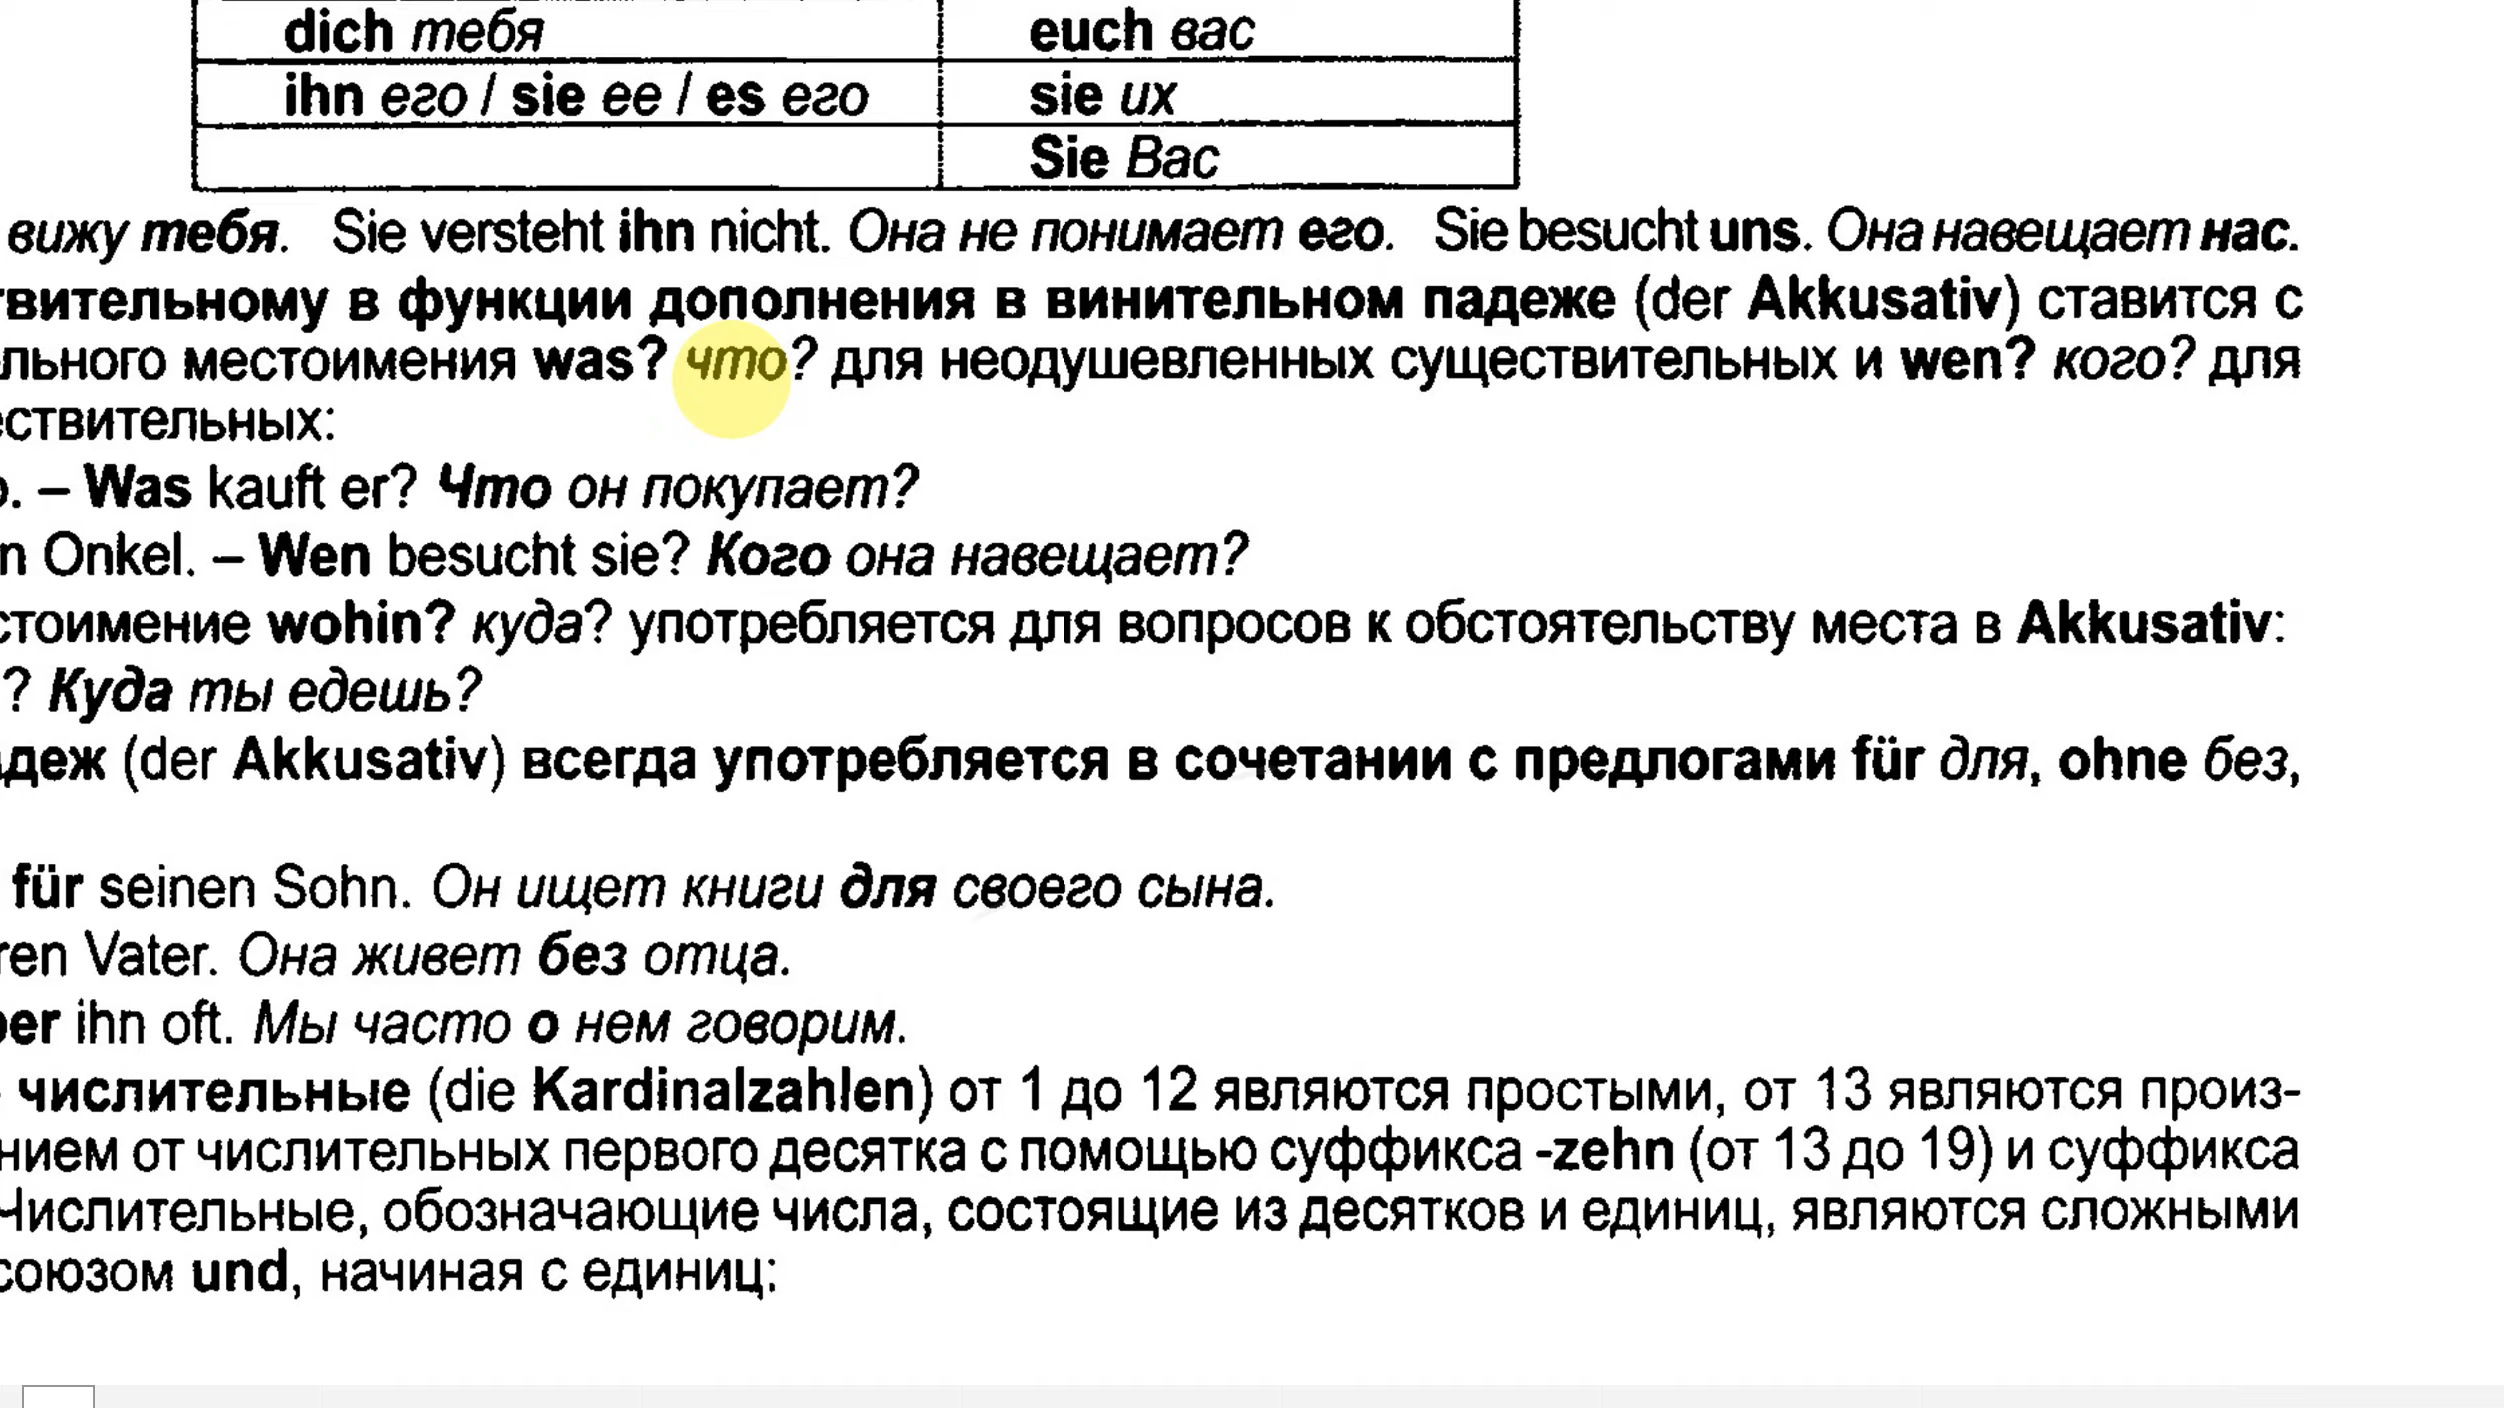 dich тебя euch вас
ihn его / sie ее / es его sie их
Sie Вас
вижу тебя. Sie versteht ihn nicht. Она не понимает его. Sie besucht uns. Она навещает нас.
твительному в функции дополнения в винительном падеже (der Akkusativ) ставится с
льного местоимения was? что? для неодушевленных существительных и wen? кого? для
ествительных:
– Was kauft er? Что он покупает?
n Onkel. – Wen besucht sie? Кого она навещает?
стоимение wohin? куда? употребляется для вопросов к обстоятельству места в Akkusativ:
? Куда ты едешь?
адеж (der Akkusativ) всегда употребляется в сочетании с предлогами für для, ohne без,
für seinen Sohn. Он ищет книги для своего сына.
ren Vater. Она живет без отца.
ber ihn oft. Мы часто о нем говорим.
числительные (die Kardinalzahlen) от 1 до 12 являются простыми, от 13 являются произ-
нием от числительных первого десятка с помощью суффикса -zehn (от 13 до 19) и суффикса
Числительные, обозначающие числа, состоящие из десятков и единиц, являются сложными
союзом und, начиная с единиц: